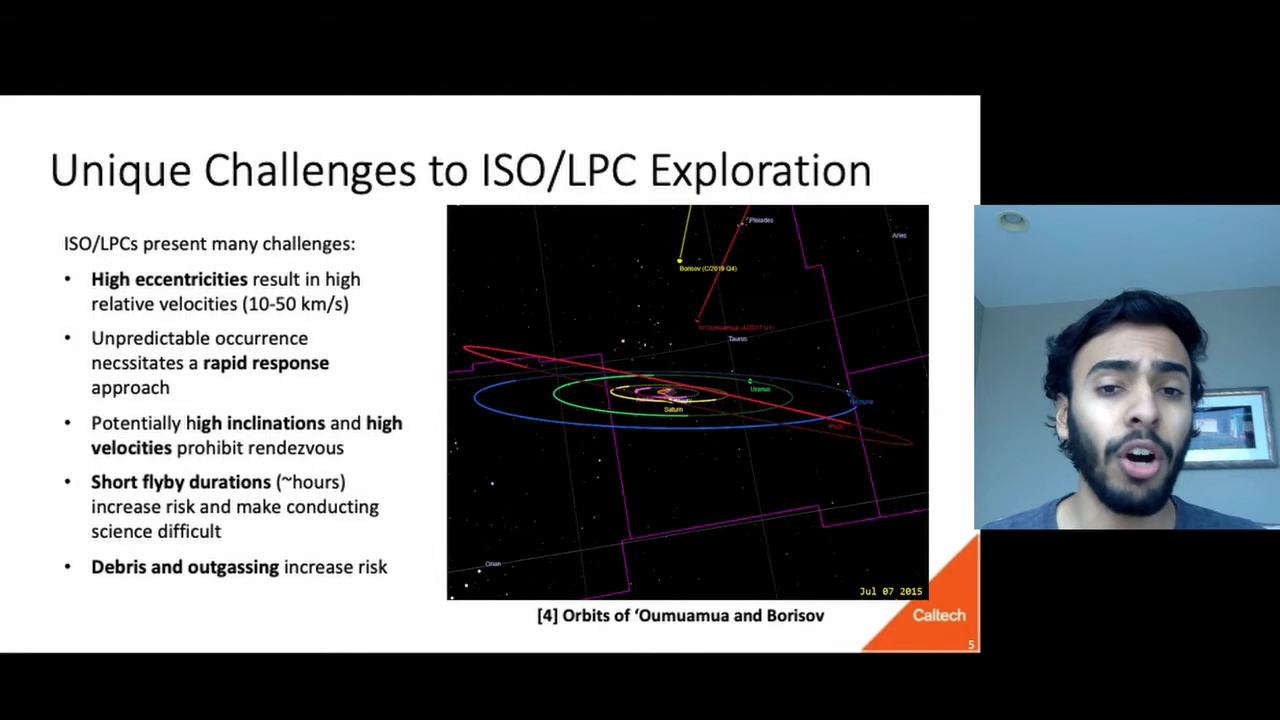 Unique Challenges to ISO/LPC Exploration
ISO/LPCs present many challenges:
• High eccentricities result in high
relative velocities (10-50 km/s)
• Unpredictable occurrence
necssitates a rapid response
approach
• Potentially high inclinations and high
velocities prohibit rendezvous
• Short flyby durations (~hours)
increase risk and make conducting
science difficult
• Debris and outgassing increase risk
Pleiades
Aries
Borisov (C/2019 Q4)
'Oumuamua (A/2017 U1)
Taurus
Uranus
Neptune
Saturn
Pluto
Orion
Jul 07 2015
[4] Orbits of ‘Oumuamua and Borisov
Caltech
5